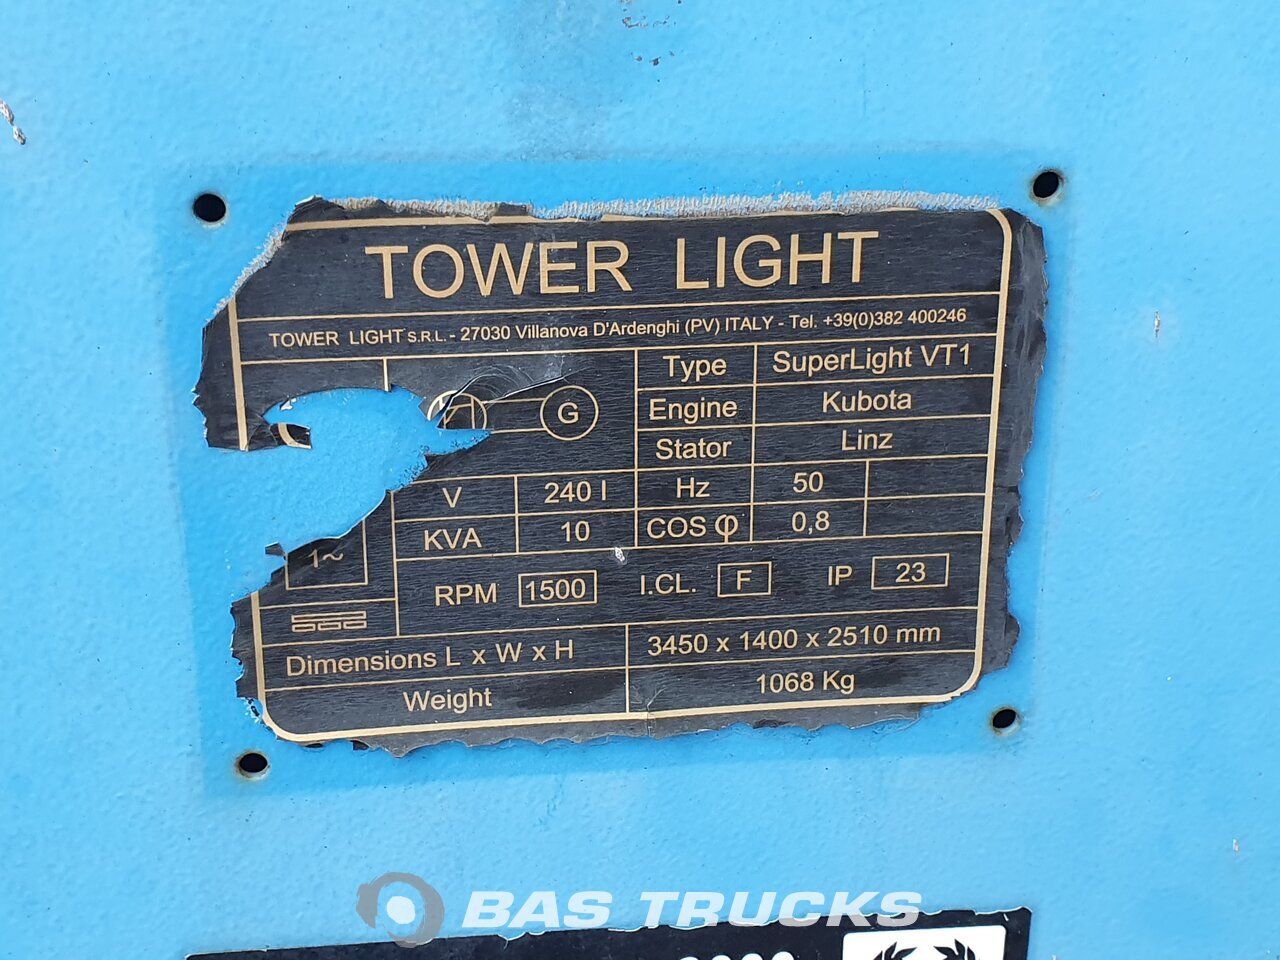 TOWER LIGHT
TOWER LIGHT S.R.L. - 27030 Villanova D'Ardenghi (PV) ITALY - Tel. +39(0)382 400246
Type SuperLight VT1
G Engine Kubota
Stator Linz
V 240 I Hz 50
KVA 10 COS φ 0,8
1~
RPM 1500 I.CL. F IP 23
Dimensions L x W x H 3450 x 1400 x 2510 mm
Weight 1068 Kg
BAS TRUCKS